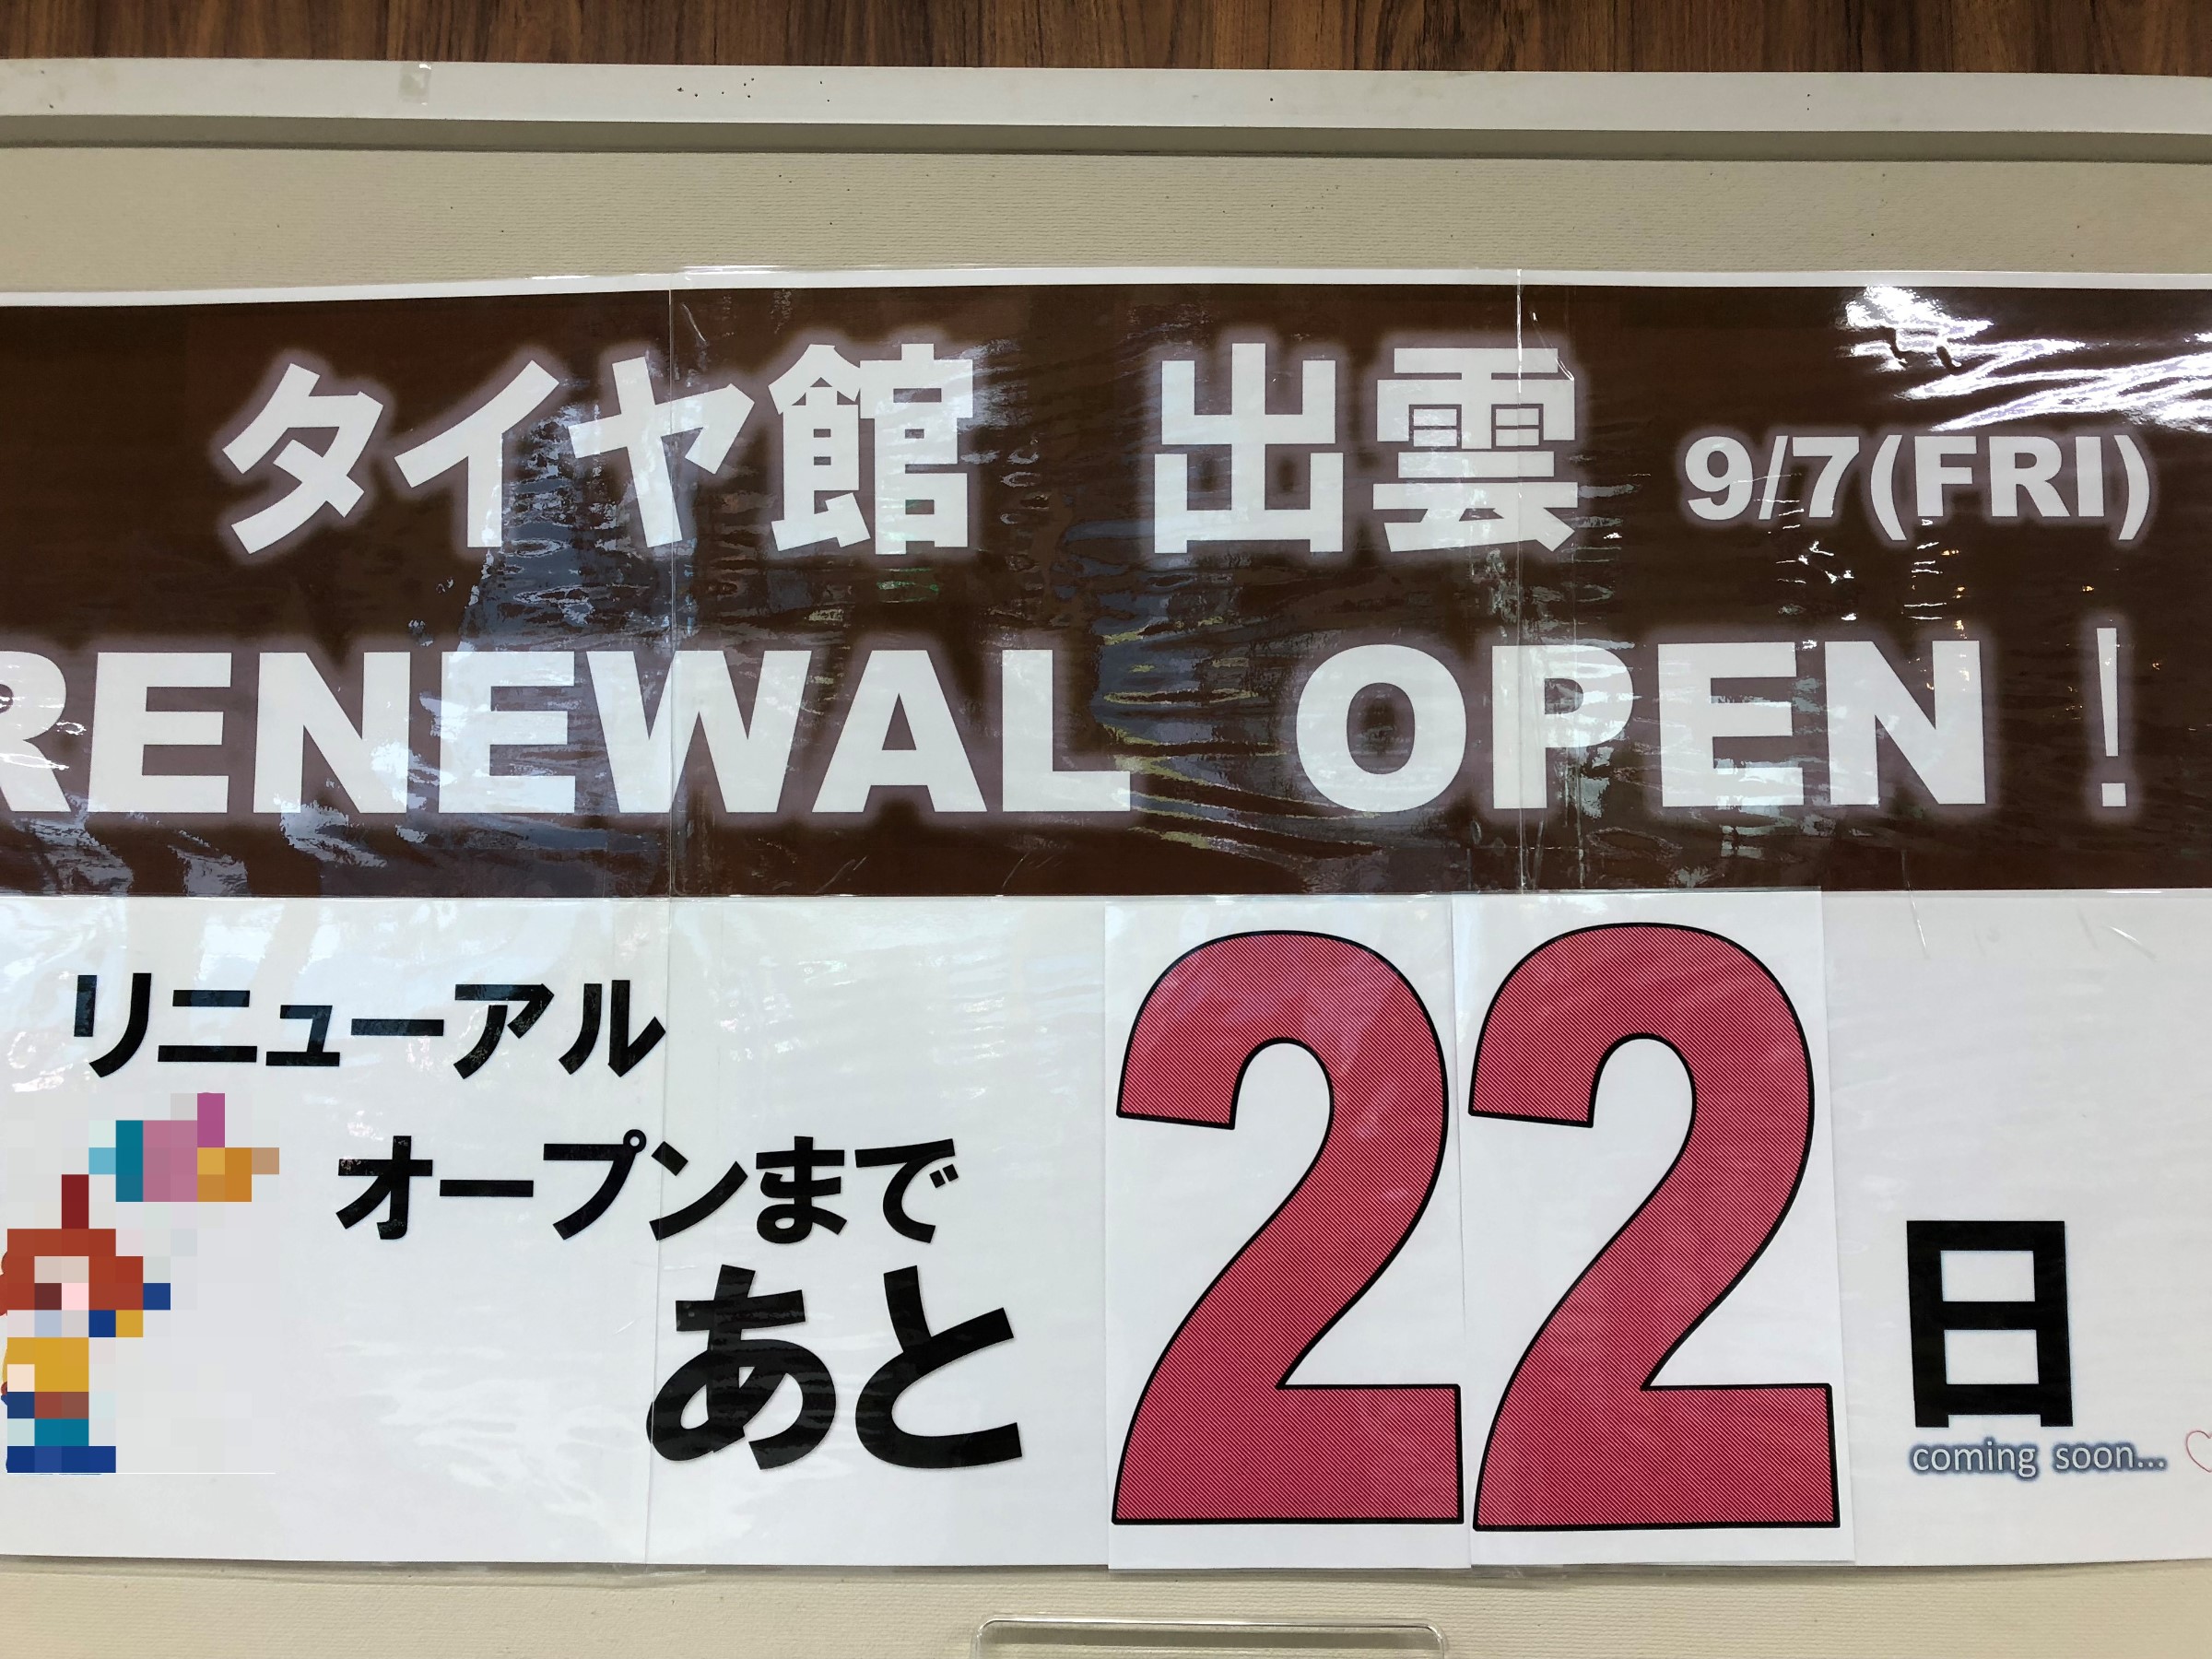 タイヤ館 出雲 9/7(FRI)
RENEWAL OPEN!
リニューアル
オープンまで
あと 22 日
coming soon...